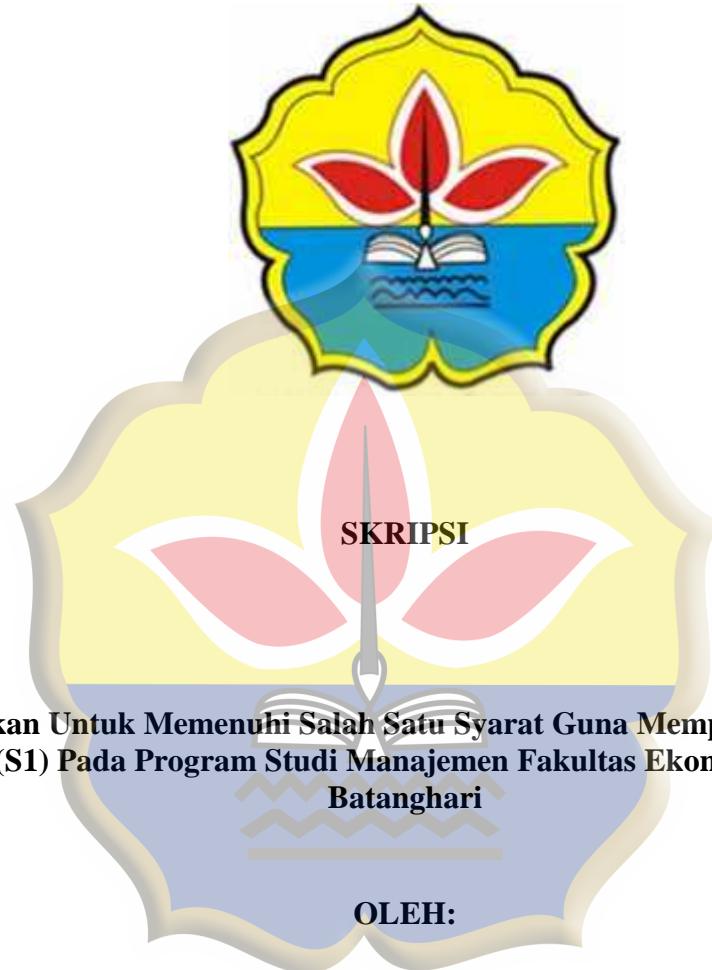 SKRIPSI
kan Untuk Memenuhi Salah Satu Syarat Guna Memp
(S1) Pada Program Studi Manajemen Fakultas Ekon
Batanghari
OLEH: